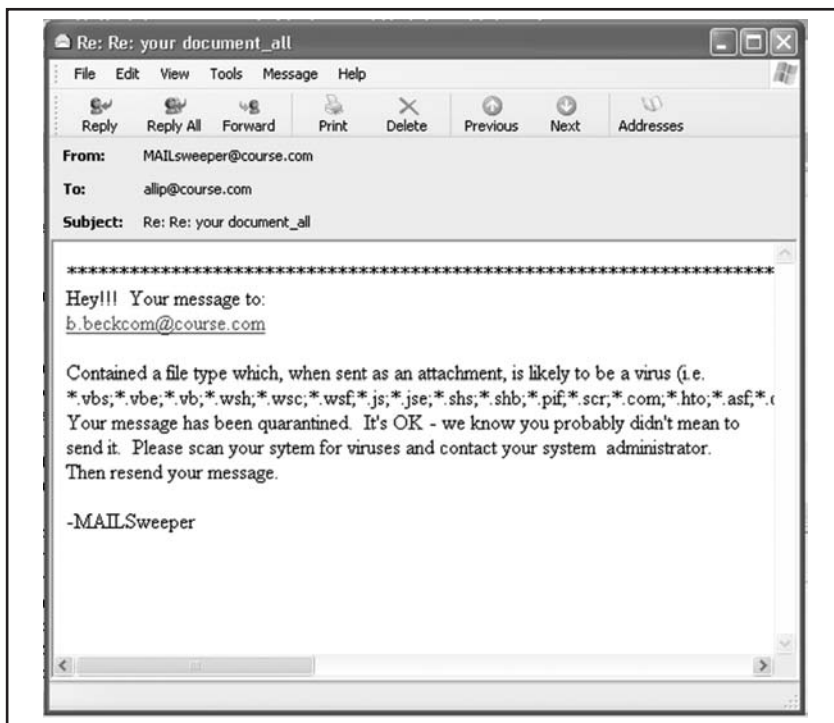 Re: Re: your document_all
File Edit View Tools Message Help
Reply Reply All Forward Print Delete Previous Next Addresses
From: MAILsweeper@course.com
To: allip@course.com
Subject: Re: Re: your document_all
***********************************************************************
Hey!!! Your message to:
b.beckcom@course.com
Contained a file type which, when sent as an attachment, is likely to be a virus (i.e.
*.vbs;*.vbe;*.vb;*.wsh;*.wsc;*.wsf;*.js;*.jse;*.shs;*.shb;*.pif;*.scr;*.com;*.hto;*.asf;*.
Your message has been quarantined. It's OK - we know you probably didn't mean to
send it. Please scan your sytem for viruses and contact your system administrator.
Then resend your message.
-MAILSweeper